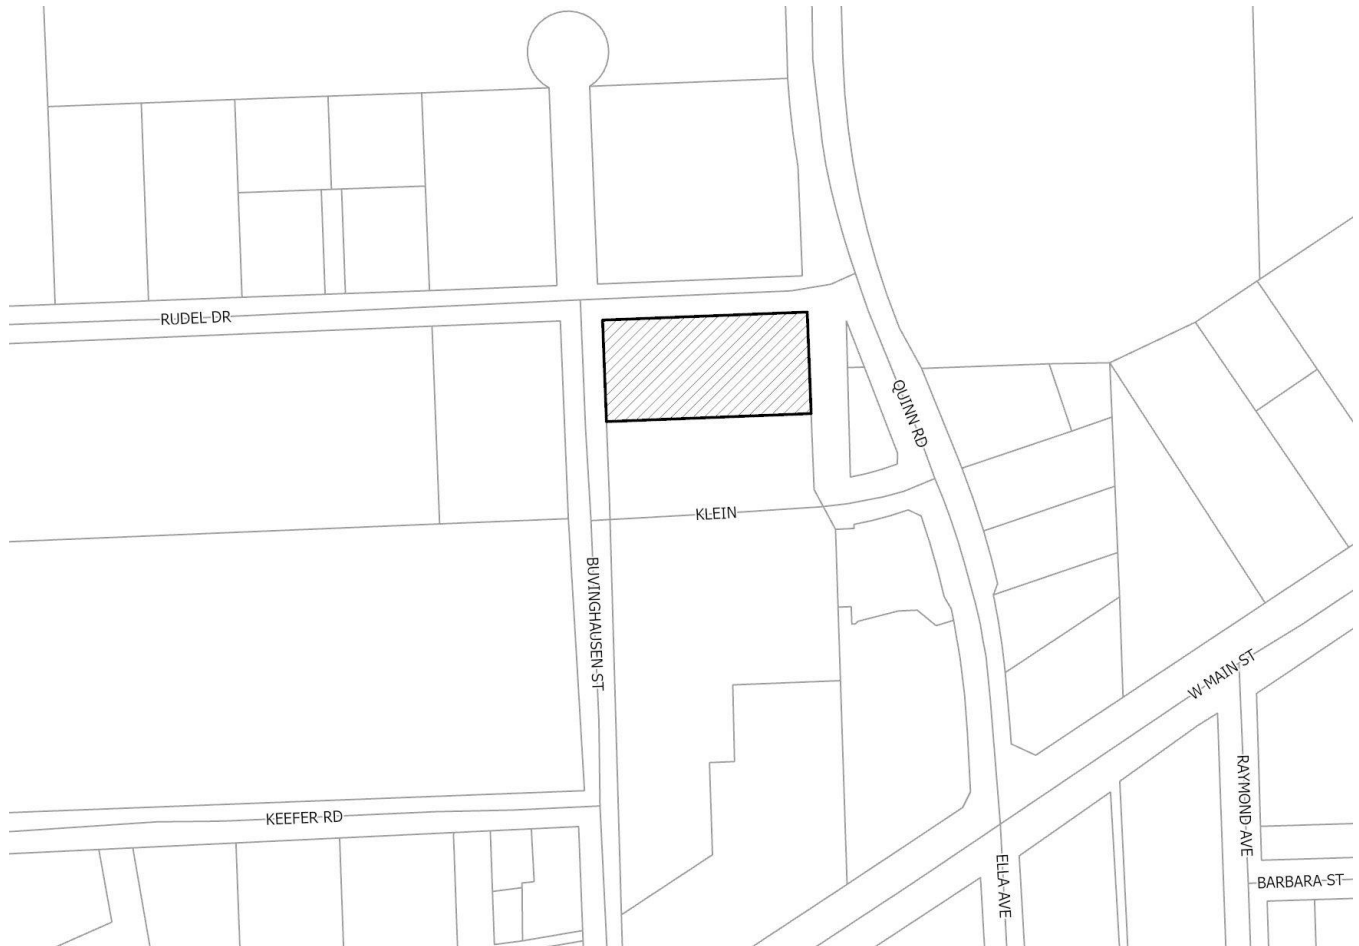 RUDEL DR
QUINN RD
KLEIN
BUVINGHAUSEN ST
W MAIN ST
KEEFER RD
RAYMOND AVE
ELLA AVE
BARBARA ST